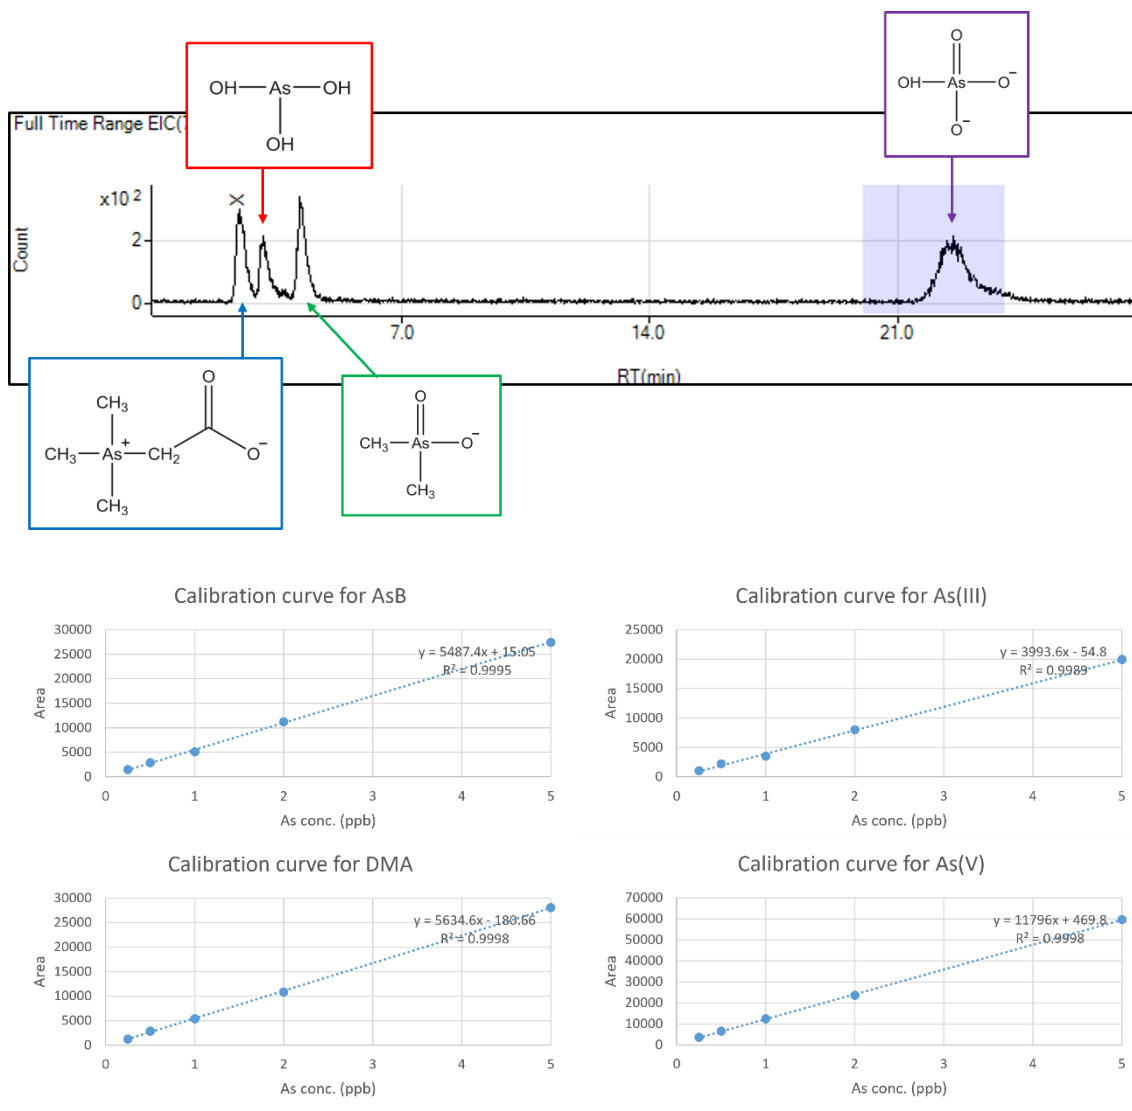 OH
As
OH
OH
O
OH
As
O⁻
O⁻
Full Time Range EIC(
x10 2
X
Count
2
0
7.0
14.0
21.0
RT(min)
O
CH3
CH3
As
+
CH2
O⁻
CH3
O
CH3
As
O⁻
CH3
Calibration curve for AsB
30000
25000
20000
15000
10000
5000
0
Area
y = 5487.4x + 15.05
R² = 0.9995
0 1 2 3 4 5
As conc. (ppb)
Calibration curve for As(III)
25000
20000
15000
10000
5000
0
Area
y = 3993.6x - 54.8
R² = 0.9989
0 1 2 3 4 5
As conc. (ppb)
Calibration curve for DMA
30000
25000
20000
15000
10000
5000
0
Area
y = 5634.6x - 183.66
R² = 0.9998
0 1 2 3 4 5
As conc. (ppb)
Calibration curve for As(V)
70000
60000
50000
40000
30000
20000
10000
0
Area
y = 11796x + 469.8
R² = 0.9998
0 1 2 3 4 5
As conc. (ppb)